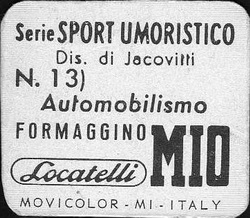 Serie SPORT UMORISTICO
Dis. di Jacovitti
N. 13)
Automobilismo
FORMAGGINO MIO
Locatelli
MOVICOLOR - MI - ITALY